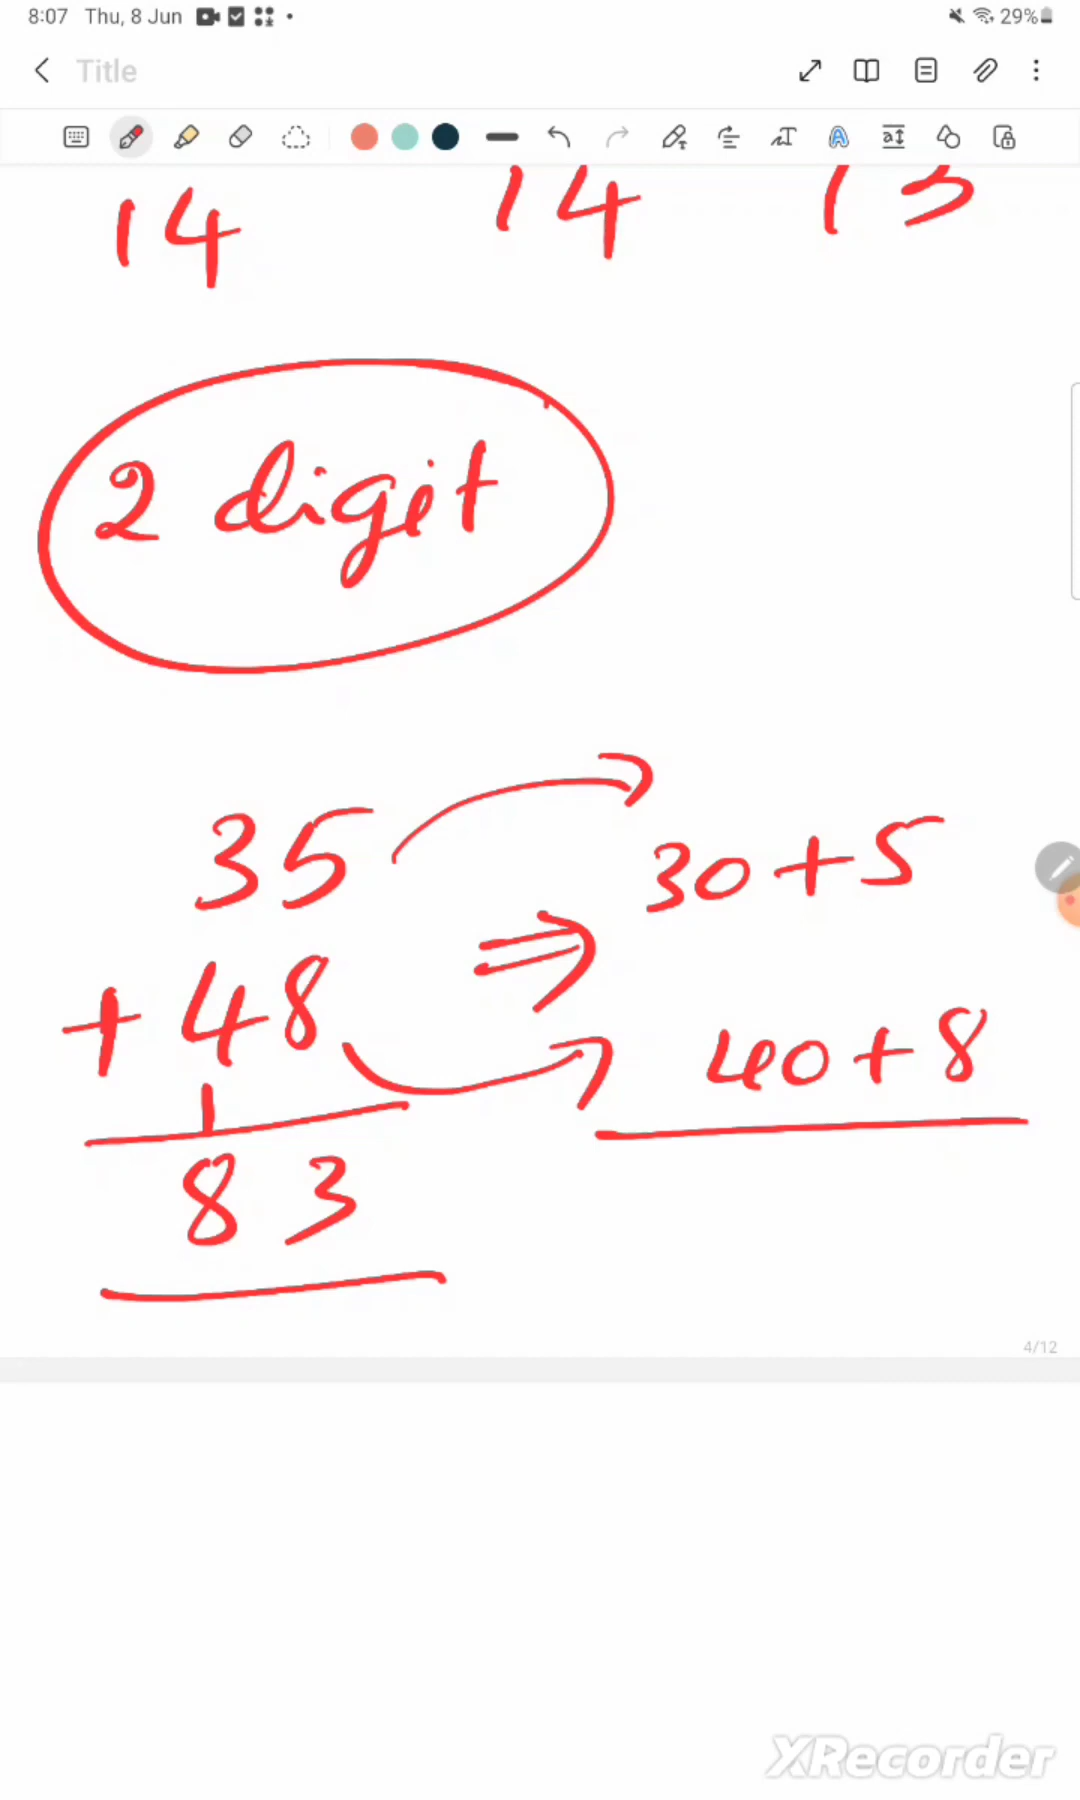 8:07 Thu, 8 Jun 29%
Title
14 14 13
2 digit
35 30+5
+ 48 40+8
1
83
4/12
XRecorder